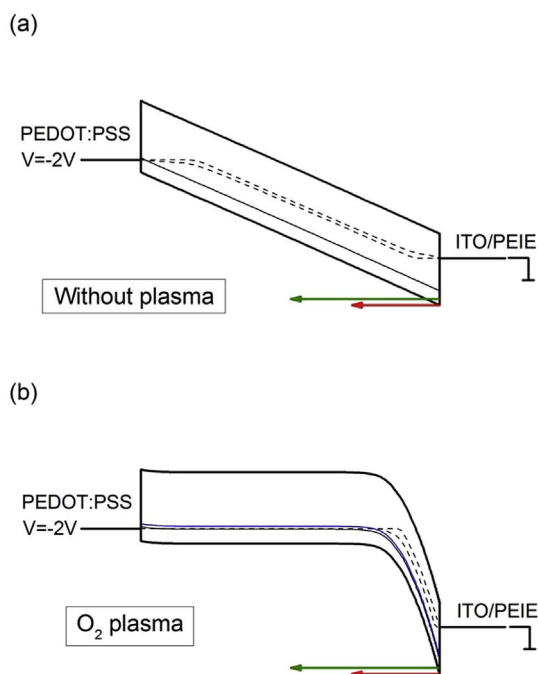 (a)
PEDOT:PSS
V=-2V
ITO/PEIE
Without plasma
(b)
PEDOT:PSS
V=-2V
ITO/PEIE
O₂ plasma